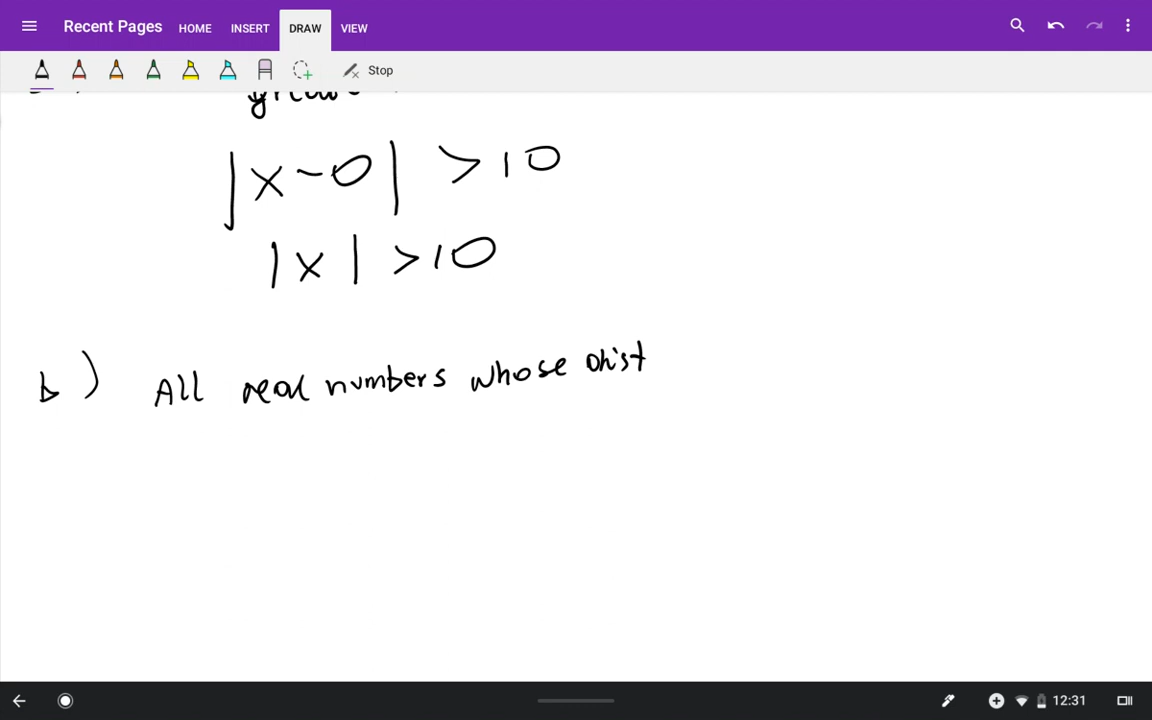 Recent Pages HOME INSERT DRAW VIEW
Stop
|x-0| >10
|x| >10
b) All real numbers whose dist
12:31